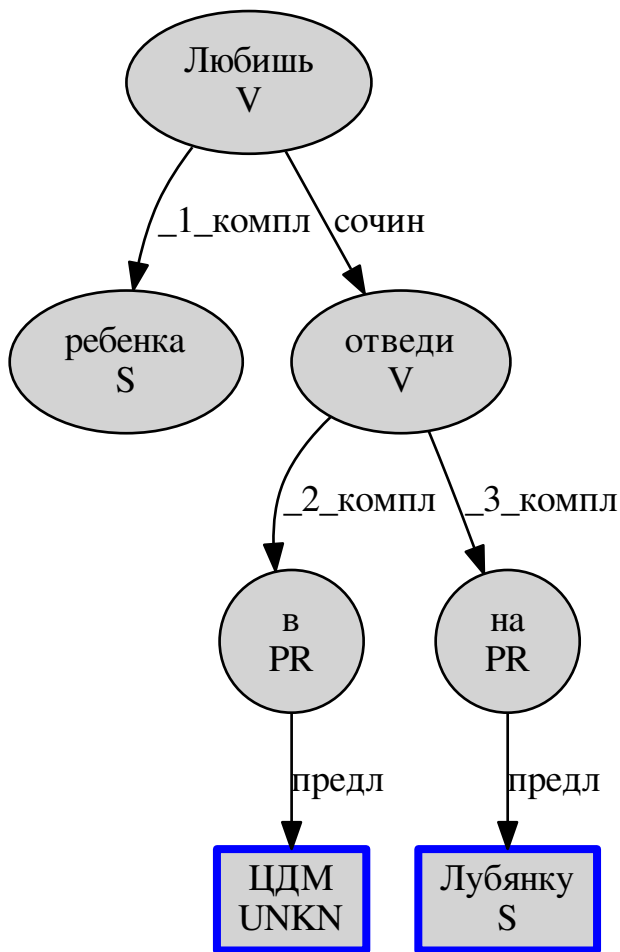 Любишь
V
_1_компл
сочин
ребенка
S
отведи
V
_2_компл
_3_компл
в
PR
на
PR
предл
предл
ЦДМ
UNKN
Лубянку
S